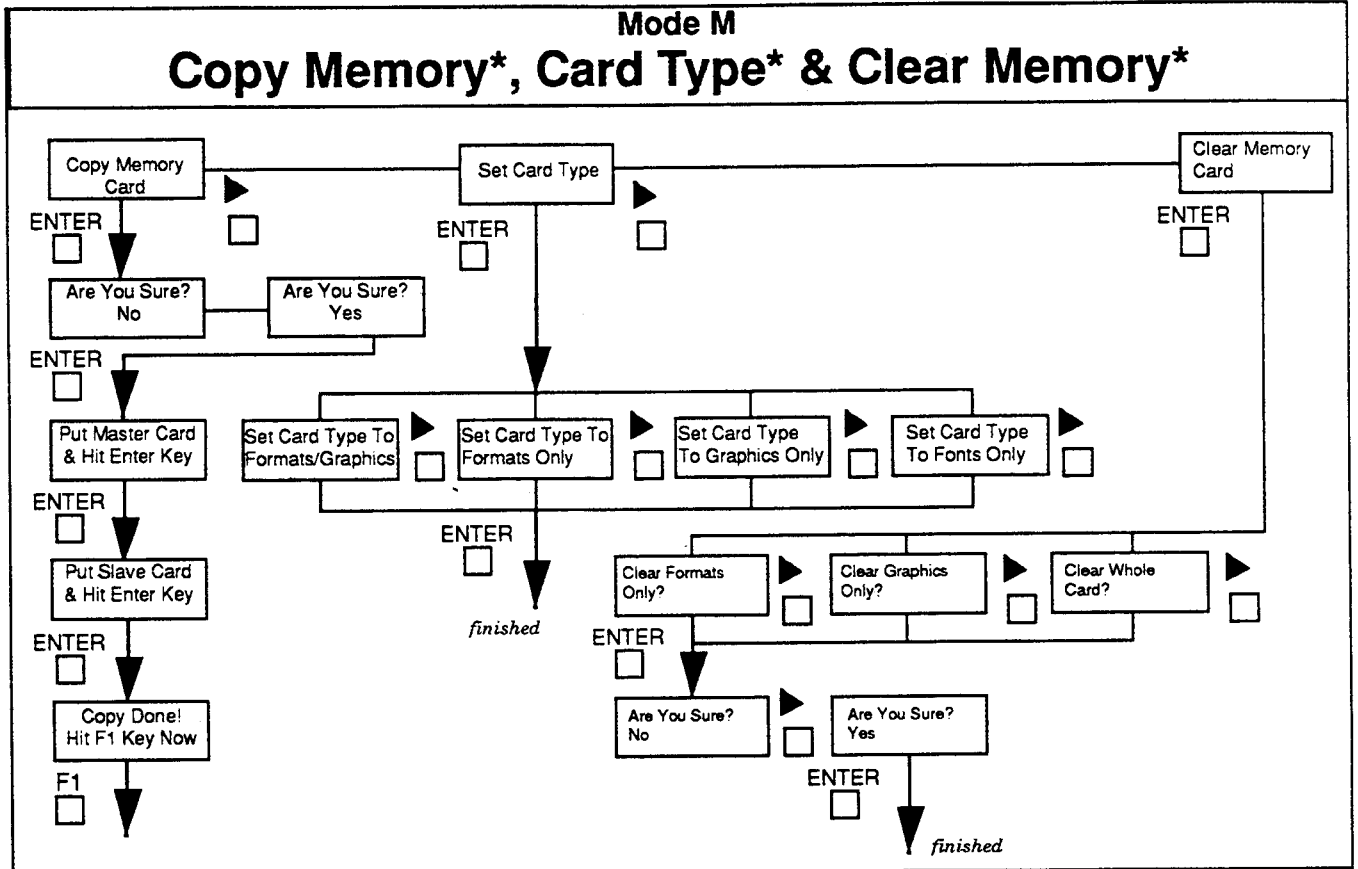 Mode M
Copy Memory*, Card Type* & Clear Memory*
Copy Memory
Card
Set Card Type
Clear Memory
Card
ENTER
ENTER
ENTER
Are You Sure?
No
Are You Sure?
Yes
ENTER
Put Master Card
& Hit Enter Key
Set Card Type To
Formats/Graphics
Set Card Type To
Formats Only
Set Card Type
To Graphics Only
Set Card Type
To Fonts Only
ENTER
ENTER
Put Slave Card
& Hit Enter Key
finished
Clear Formats
Only?
Clear Graphics
Only?
Clear Whole
Card?
ENTER
ENTER
Copy Done!
Hit F1 Key Now
Are You Sure?
No
Are You Sure?
Yes
F1
ENTER
finished